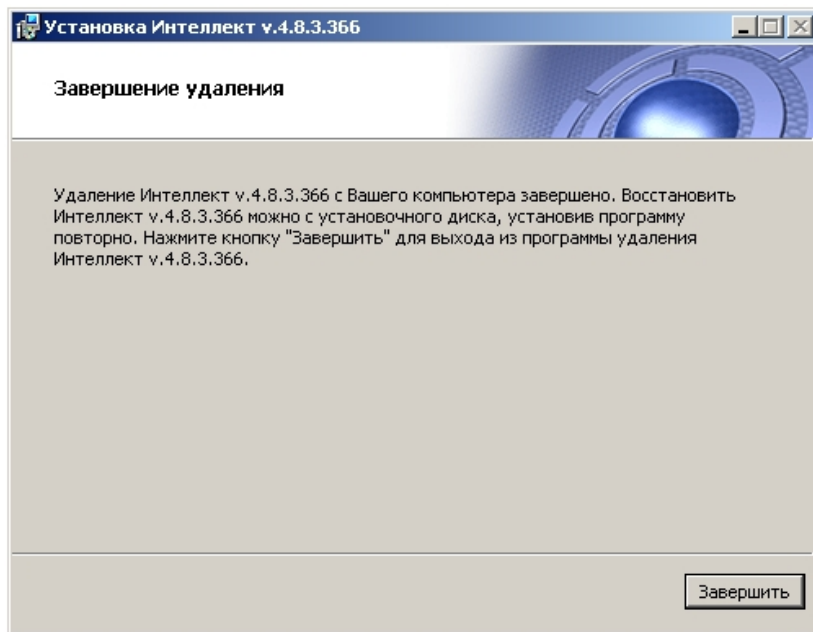 Установка Интеллект v.4.8.3.366
Завершение удаления
Удаление Интеллект v.4.8.3.366 с Вашего компьютера завершено. Восстановить
Интеллект v.4.8.3.366 можно с установочного диска, установив программу
повторно. Нажмите кнопку "Завершить" для выхода из программы удаления
Интеллект v.4.8.3.366.
Завершить